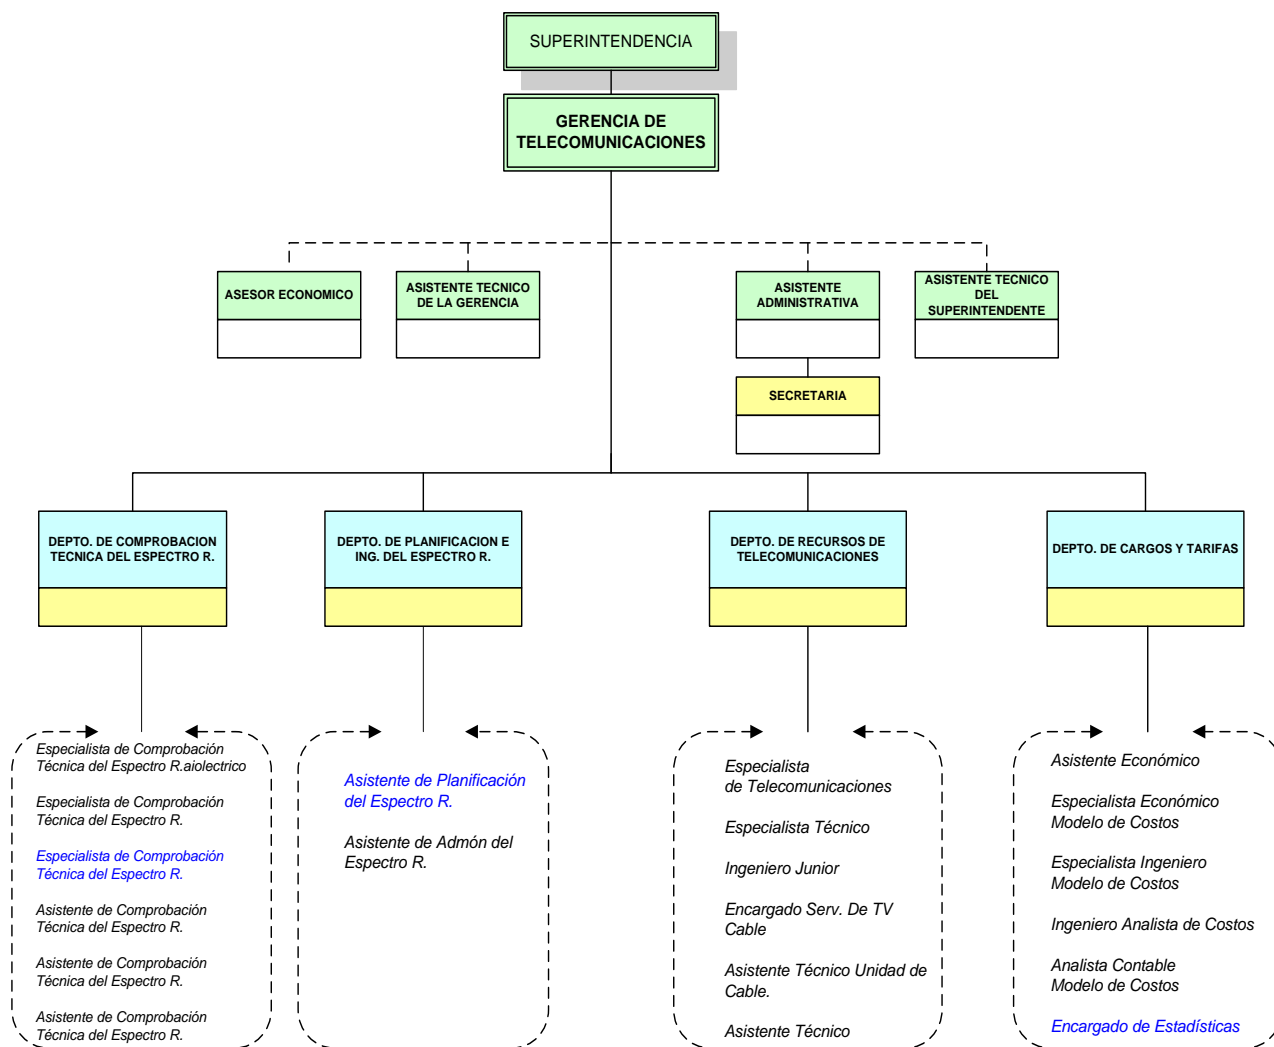 SUPERINTENDENCIA
GERENCIA DE
TELECOMUNICACIONES
ASESOR ECONOMICO
ASISTENTE TECNICO
DE LA GERENCIA
ASISTENTE
ADMINISTRATIVA
ASISTENTE TECNICO
DEL
SUPERINTENDENTE
SECRETARIA
DEPTO. DE COMPROBACION
TECNICA DEL ESPECTRO R.
DEPTO. DE PLANIFICACION E
ING. DEL ESPECTRO R.
DEPTO. DE RECURSOS DE
TELECOMUNICACIONES
DEPTO. DE CARGOS Y TARIFAS
Especialista de Comprobación
Técnica del Espectro R.aiolectrico
Especialista de Comprobación
Técnica del Espectro R.
Especialista de Comprobación
Técnica del Espectro R.
Asistente de Comprobación
Técnica del Espectro R.
Asistente de Comprobación
Técnica del Espectro R.
Asistente de Comprobación
Técnica del Espectro R.
Asistente de Planificación
del Espectro R.
Asistente de Admón del
Espectro R.
Especialista
de Telecomunicaciones
Especialista Técnico
Ingeniero Junior
Encargado Serv. De TV
Cable
Asistente Técnico Unidad de
Cable.
Asistente Técnico
Asistente Económico
Especialista Económico
Modelo de Costos
Especialista Ingeniero
Modelo de Costos
Ingeniero Analista de Costos
Analista Contable
Modelo de Costos
Encargado de Estadísticas